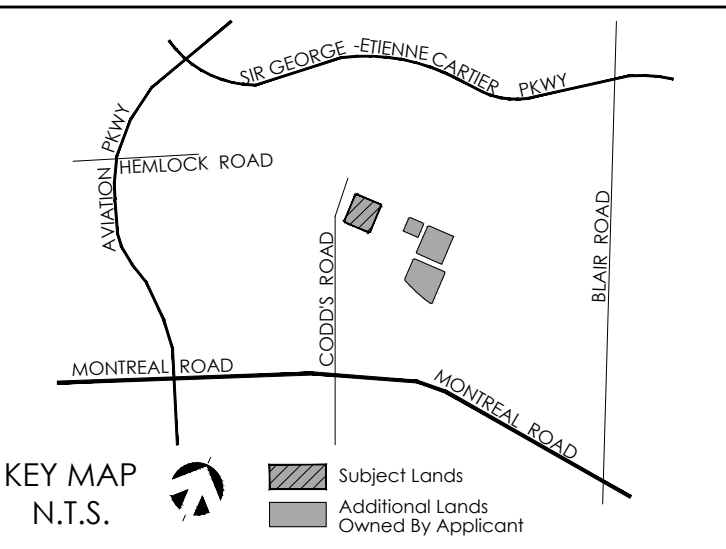 SIR GEORGE -ETIENNE CARTIER PKWY
AVIATION PKWY
HEMLOCK ROAD
CODD'S ROAD
BLAIR ROAD
MONTREAL ROAD
MONTREAL ROAD
KEY MAP
N.T.S.
Subject Lands
Additional Lands
Owned By Applicant